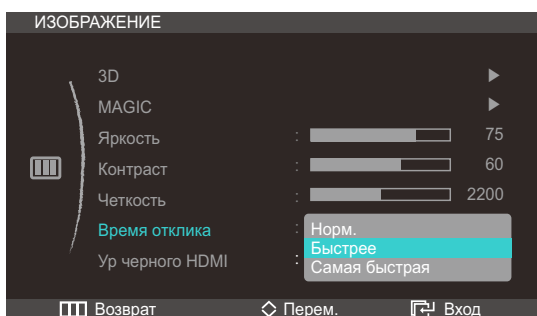 ИЗОБРАЖЕНИЕ
3D
MAGIC
Яркость : 75
Контраст : 60
Четкость : 2200
Время отклика : Норм.
Быстрее
Ур черного HDMI : Самая быстрая
Возврат Перем. Вход